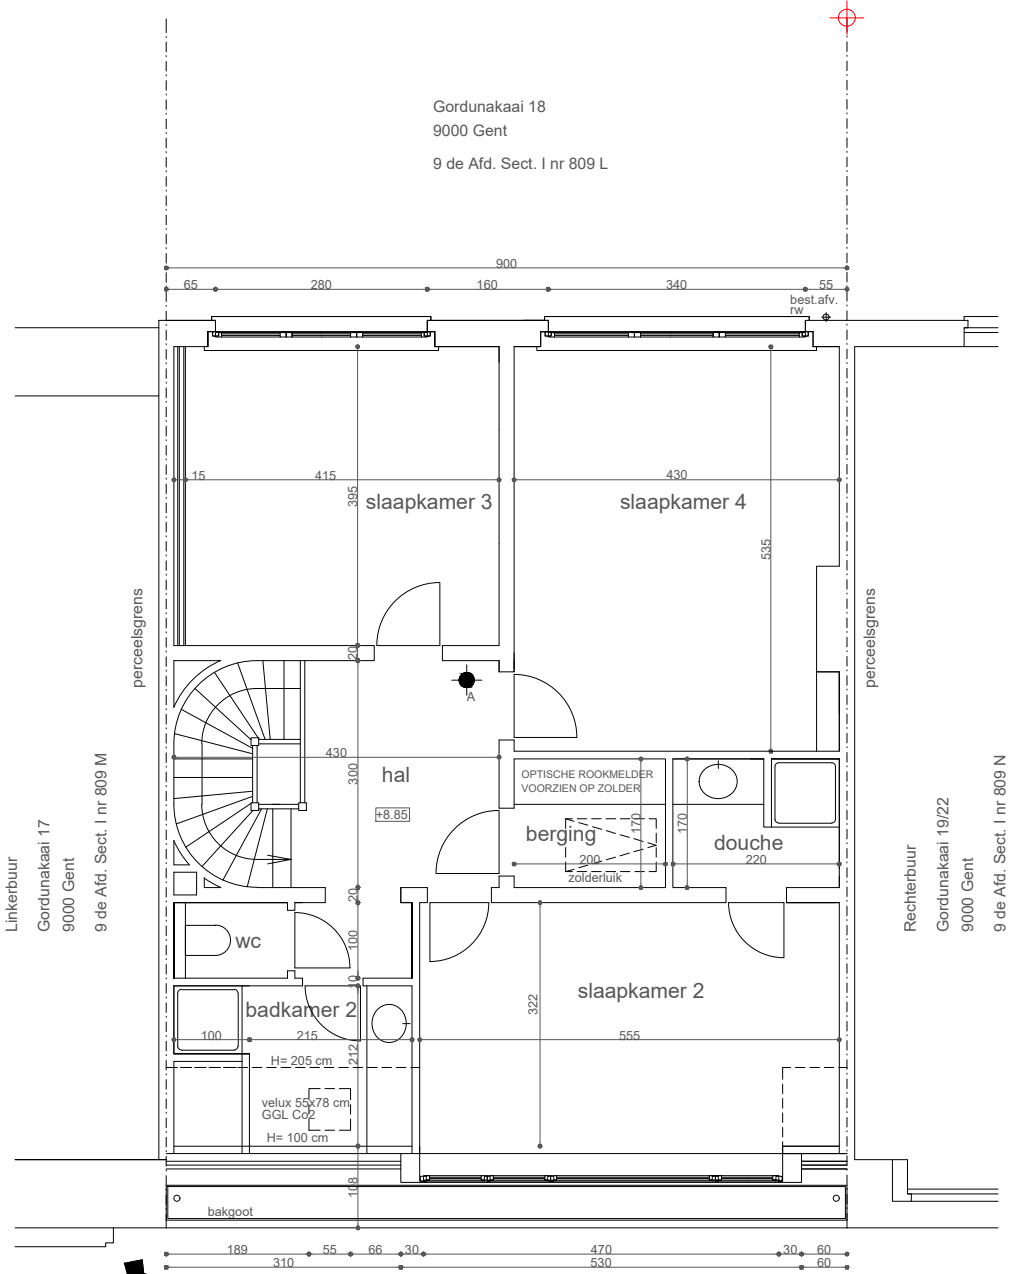 Gordunakaai 18
9000 Gent
9 de Afd. Sect. I nr 809 L
900
65 280 160 340 55
best.afv.
rw
15 415 430
395
slaapkamer 3 slaapkamer 4
535
perceelsgrens
perceelsgrens
20
A
430
300
hal
+8.85
OPTISCHE ROOKMELDER
VOORZIEN OP ZOLDER
berging
170
170
douche
200 220
zolderluik
Linkerbuur
Gordunakaai 17
9000 Gent
9 de Afd. Sect. I nr 809 M
Rechterbuur
Gordunakaai 19/22
9000 Gent
9 de Afd. Sect. I nr 809 N
20
wc
100
10
slaapkamer 2
badkamer 2
322
100 215 555
212
H= 205 cm
velux 55x78 cm
GGL Co2
H= 100 cm
108
bakgoot
189 55 66 30 470 30 60
310 530 60